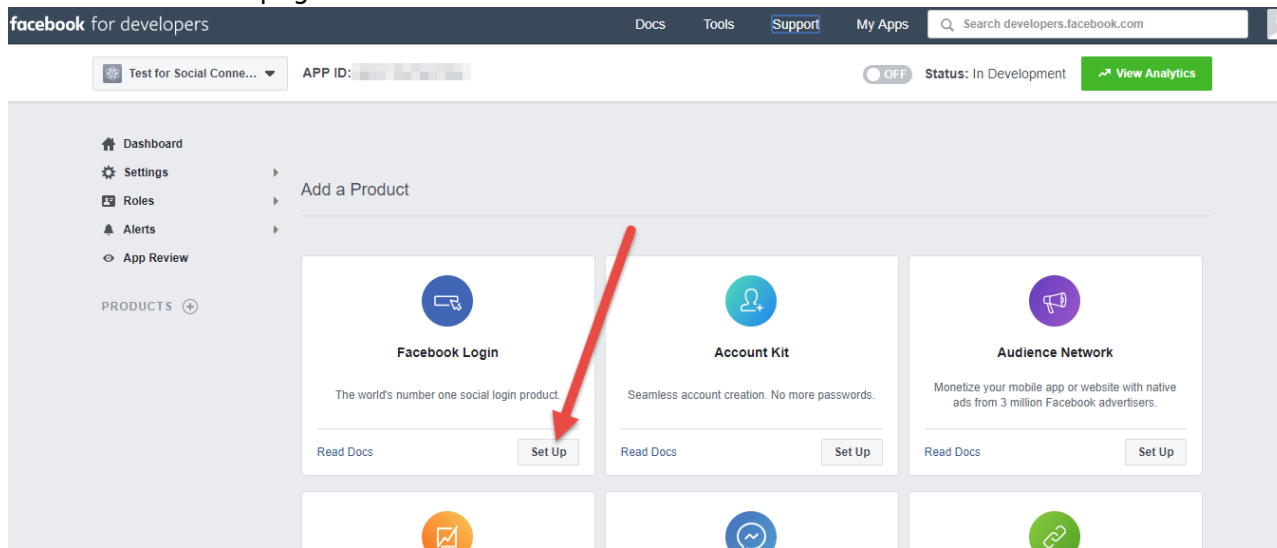 facebook for developers Docs Tools Support My Apps Search developers.facebook.com
Test for Social Conne... APP ID: OFF Status: In Development View Analytics
Dashboard
Settings
Roles
Alerts
App Review
PRODUCTS
Add a Product
Facebook Login
The world's number one social login product.
Read Docs Set Up
Account Kit
Seamless account creation. No more passwords.
Read Docs Set Up
Audience Network
Monetize your mobile app or website with native
ads from 3 million Facebook advertisers.
Read Docs Set Up